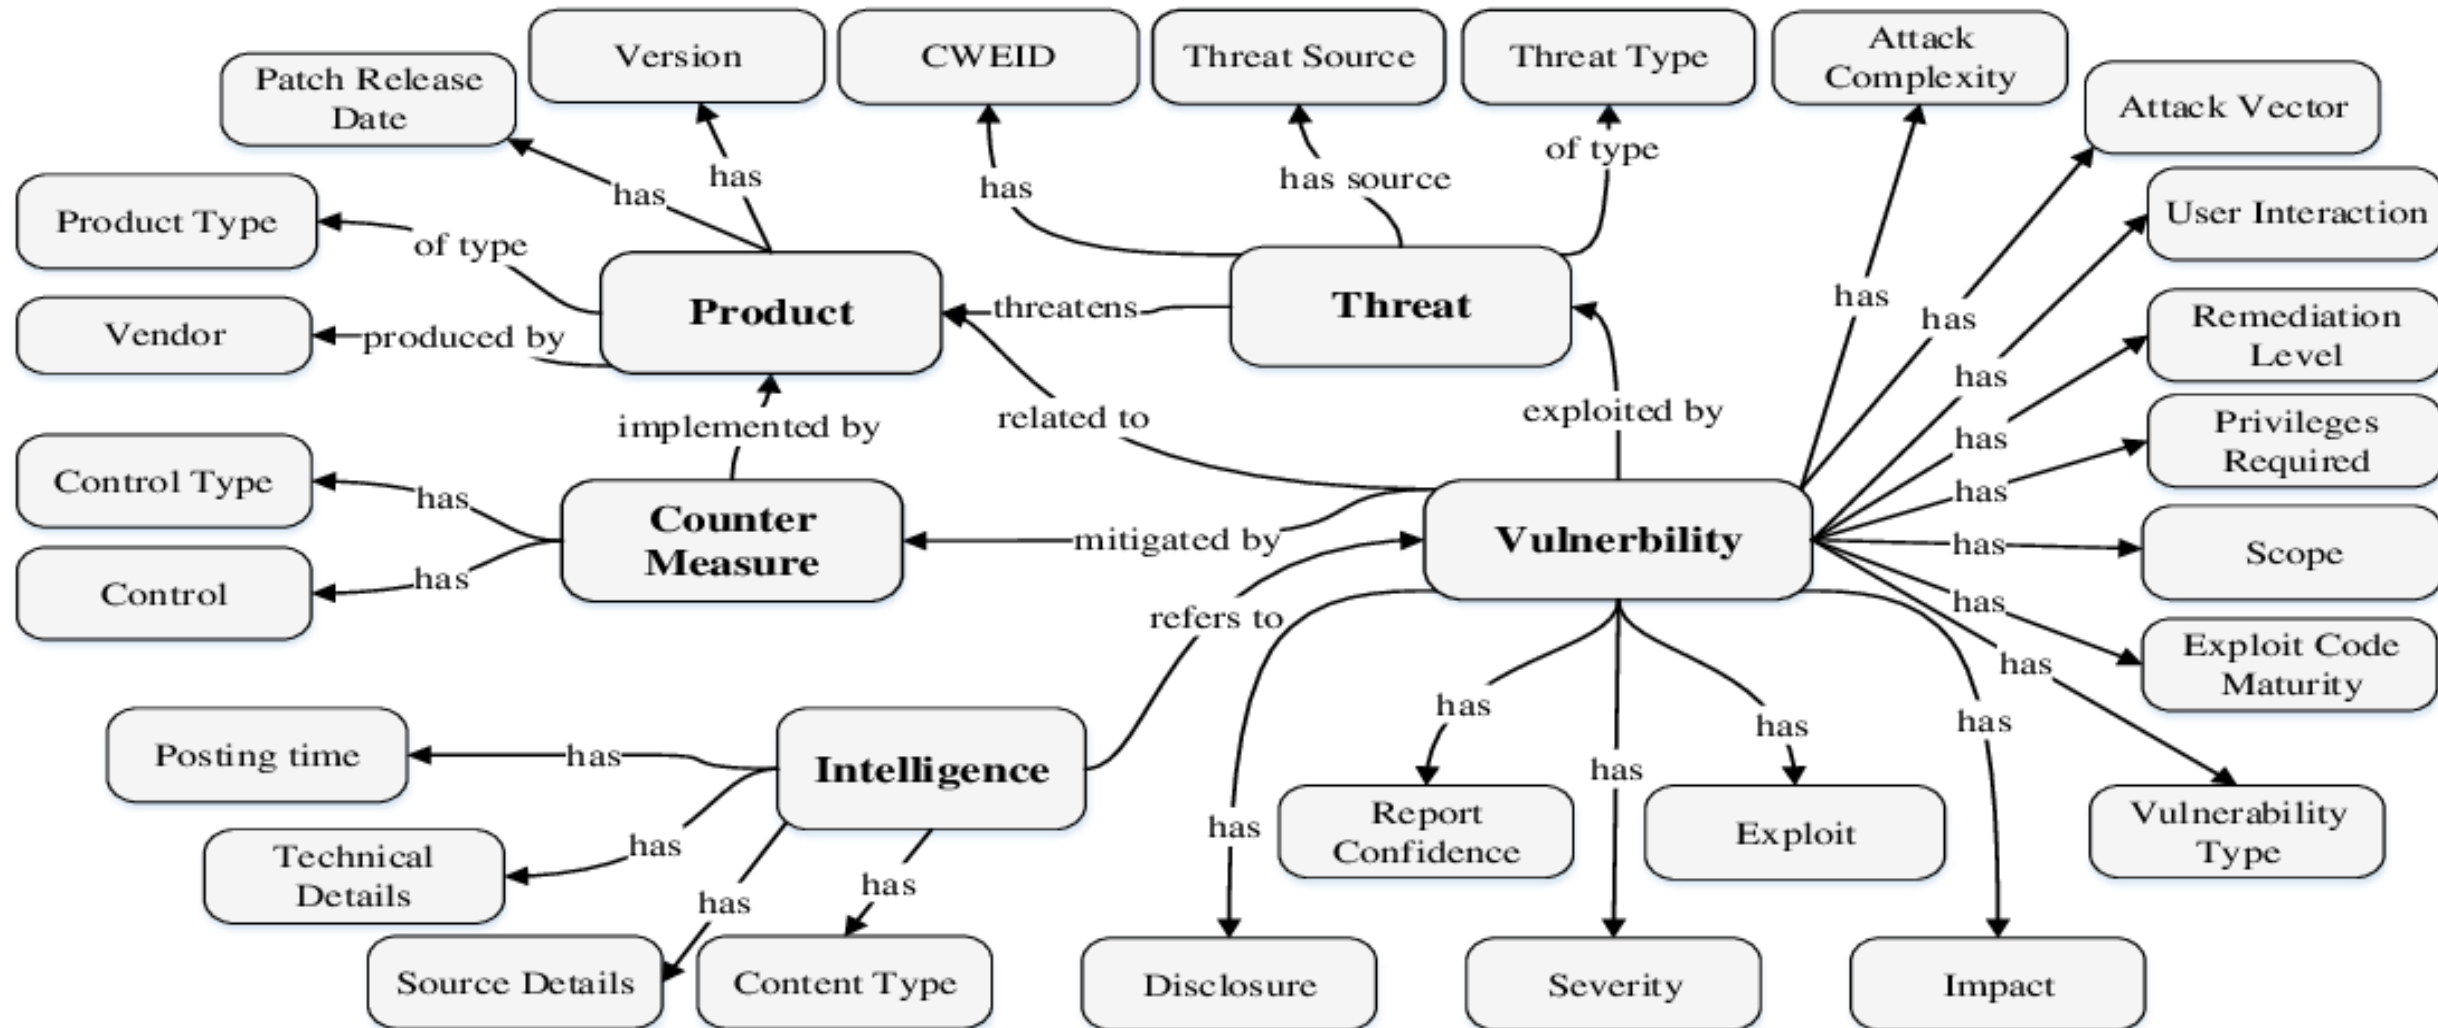 Version
CWEID
Threat Source
Threat Type
Attack
Complexity
Patch Release
Date
Attack Vector
has
has
has
has source
of type
Product Type
of type
User Interaction
Product
threatens
Threat
has
has
Remediation
Level
Vendor
produced by
implemented by
related to
exploited by
has
has
Privileges
Required
Control Type
has
Counter
Measure
mitigated by
Vulnerbility
has
has
Scope
Control
has
refers to
has
Exploit Code
Maturity
has
Posting time
has
Intelligence
has
has
has
has
Technical
Details
has
has
Report
Confidence
Exploit
Vulnerability
Type
has
has
Source Details
Content Type
Disclosure
Severity
Impact